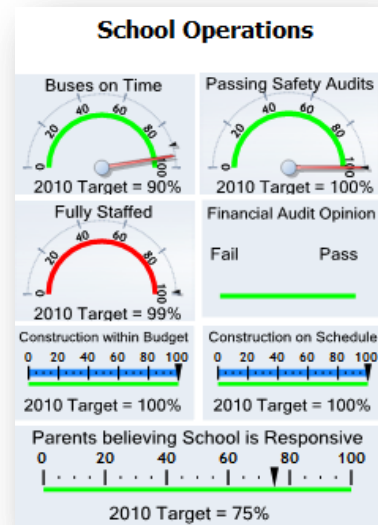 School Operations
Buses on Time
0 20 40 60 80 100
2010 Target = 90%
Passing Safety Audits
0 20 40 60 80 100
2010 Target = 100%
Fully Staffed
0 20 40 60 80 100
2010 Target = 99%
Financial Audit Opinion
Fail Pass
Construction within Budget
0 20 40 60 80 100
2010 Target = 100%
Construction on Schedule
0 20 40 60 80 100
2010 Target = 100%
Parents believing School is Responsive
0 20 40 60 80 100
2010 Target = 75%